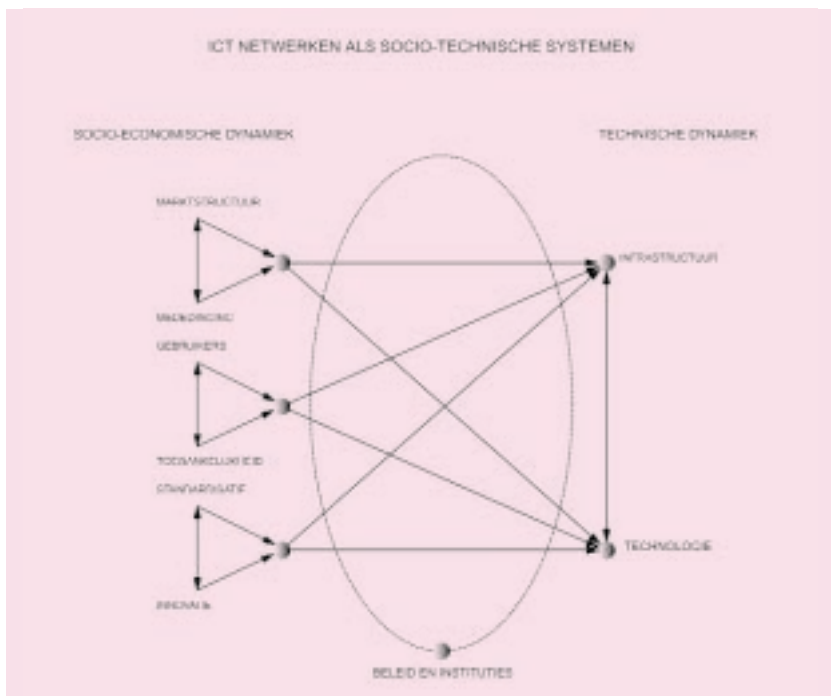 ICT NETWERKEN ALS SOCIO-TECHNISCHE SYSTEMEN
SOCIO-ECONOMISCHE DYNAMIEK
TECHNISCHE DYNAMIEK
MARKTSTRUCTUUR
INFRASTRUCTUUR
MEDEDINGING
GEBRUIKERS
TOEGANKELIJKHEID
STANDARDISATIE
TECHNOLOGIE
INNOVATIE
BELEID EN INSTITUTIES